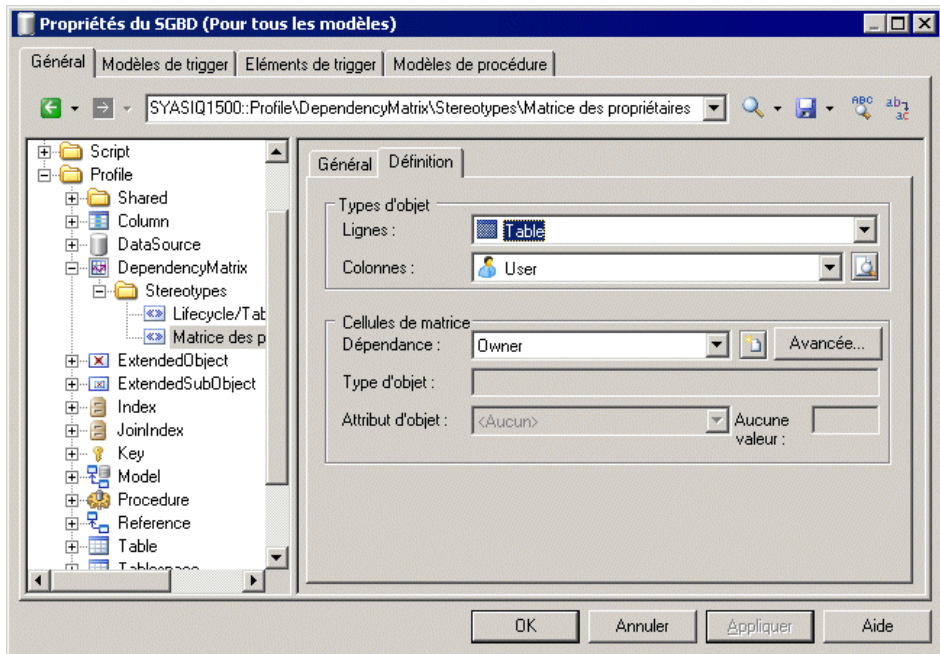 Propriétés du SGBD (Pour tous les modèles)
Général Modèles de trigger Eléments de trigger Modèles de procédure
SYASIQ1500::Profile\DependencyMatrix\Stereotypes\Matrice des propriétaires
Script
Profile
Shared
Column
DataSource
DependencyMatrix
Stereotypes
Lifecycle/Tab
Matrice des p
ExtendedObject
ExtendedSubObject
Index
JoinIndex
Key
Model
Procedure
Reference
Table
Tablespace
Général Définition
Types d'objet
Lignes : Table
Colonnes : User
Cellules de matrice
Dépendance : Owner Avancée...
Type d'objet :
Attribut d'objet : <Aucun> Aucune
valeur :
OK Annuler Appliquer Aide